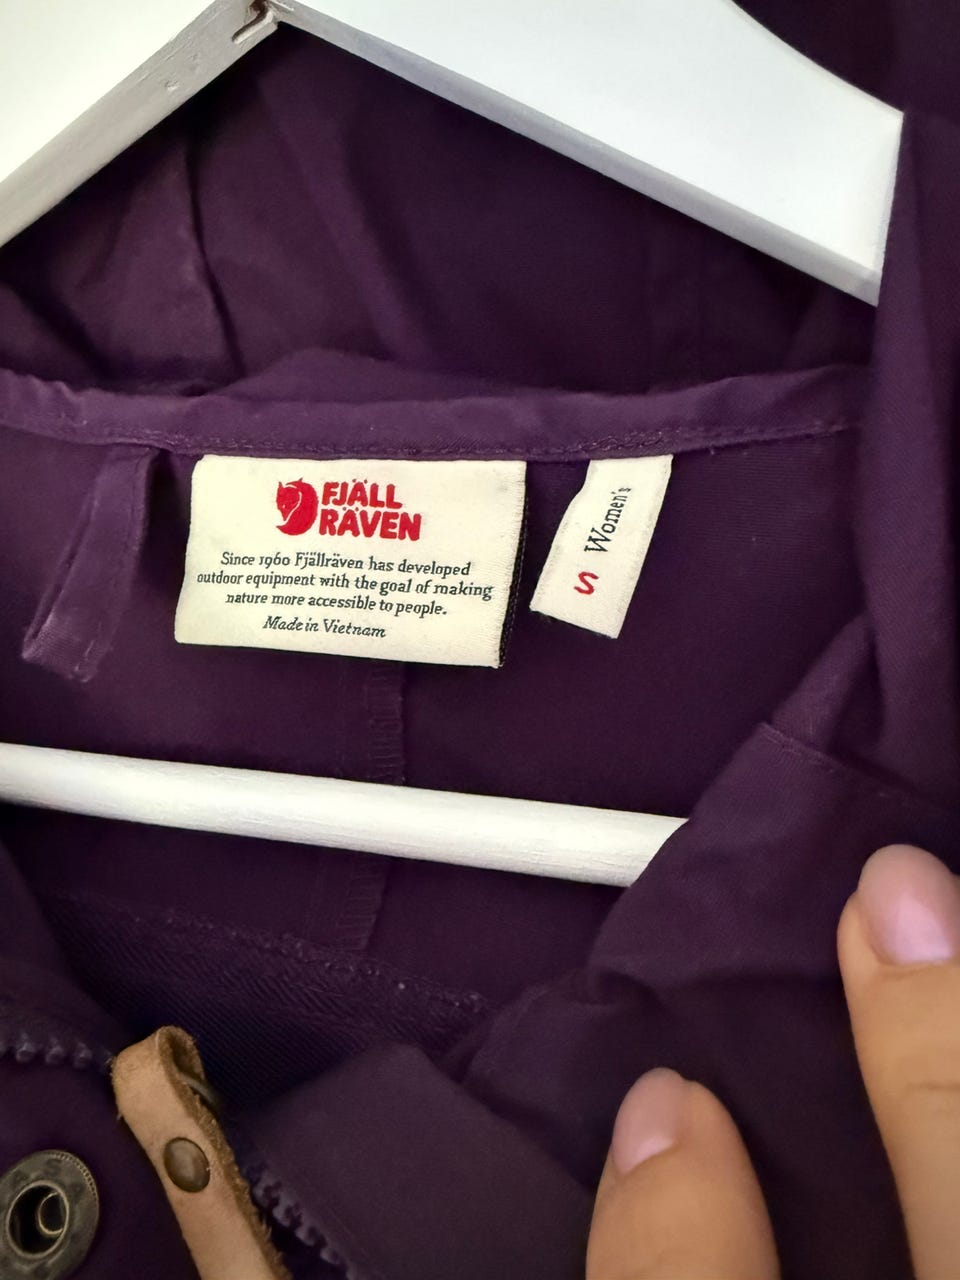 FJÄLL
RÄVEN
Since 1960 Fjällräven has developed
outdoor equipment with the goal of making
nature more accessible to people.
Made in Vietnam
Women's
S